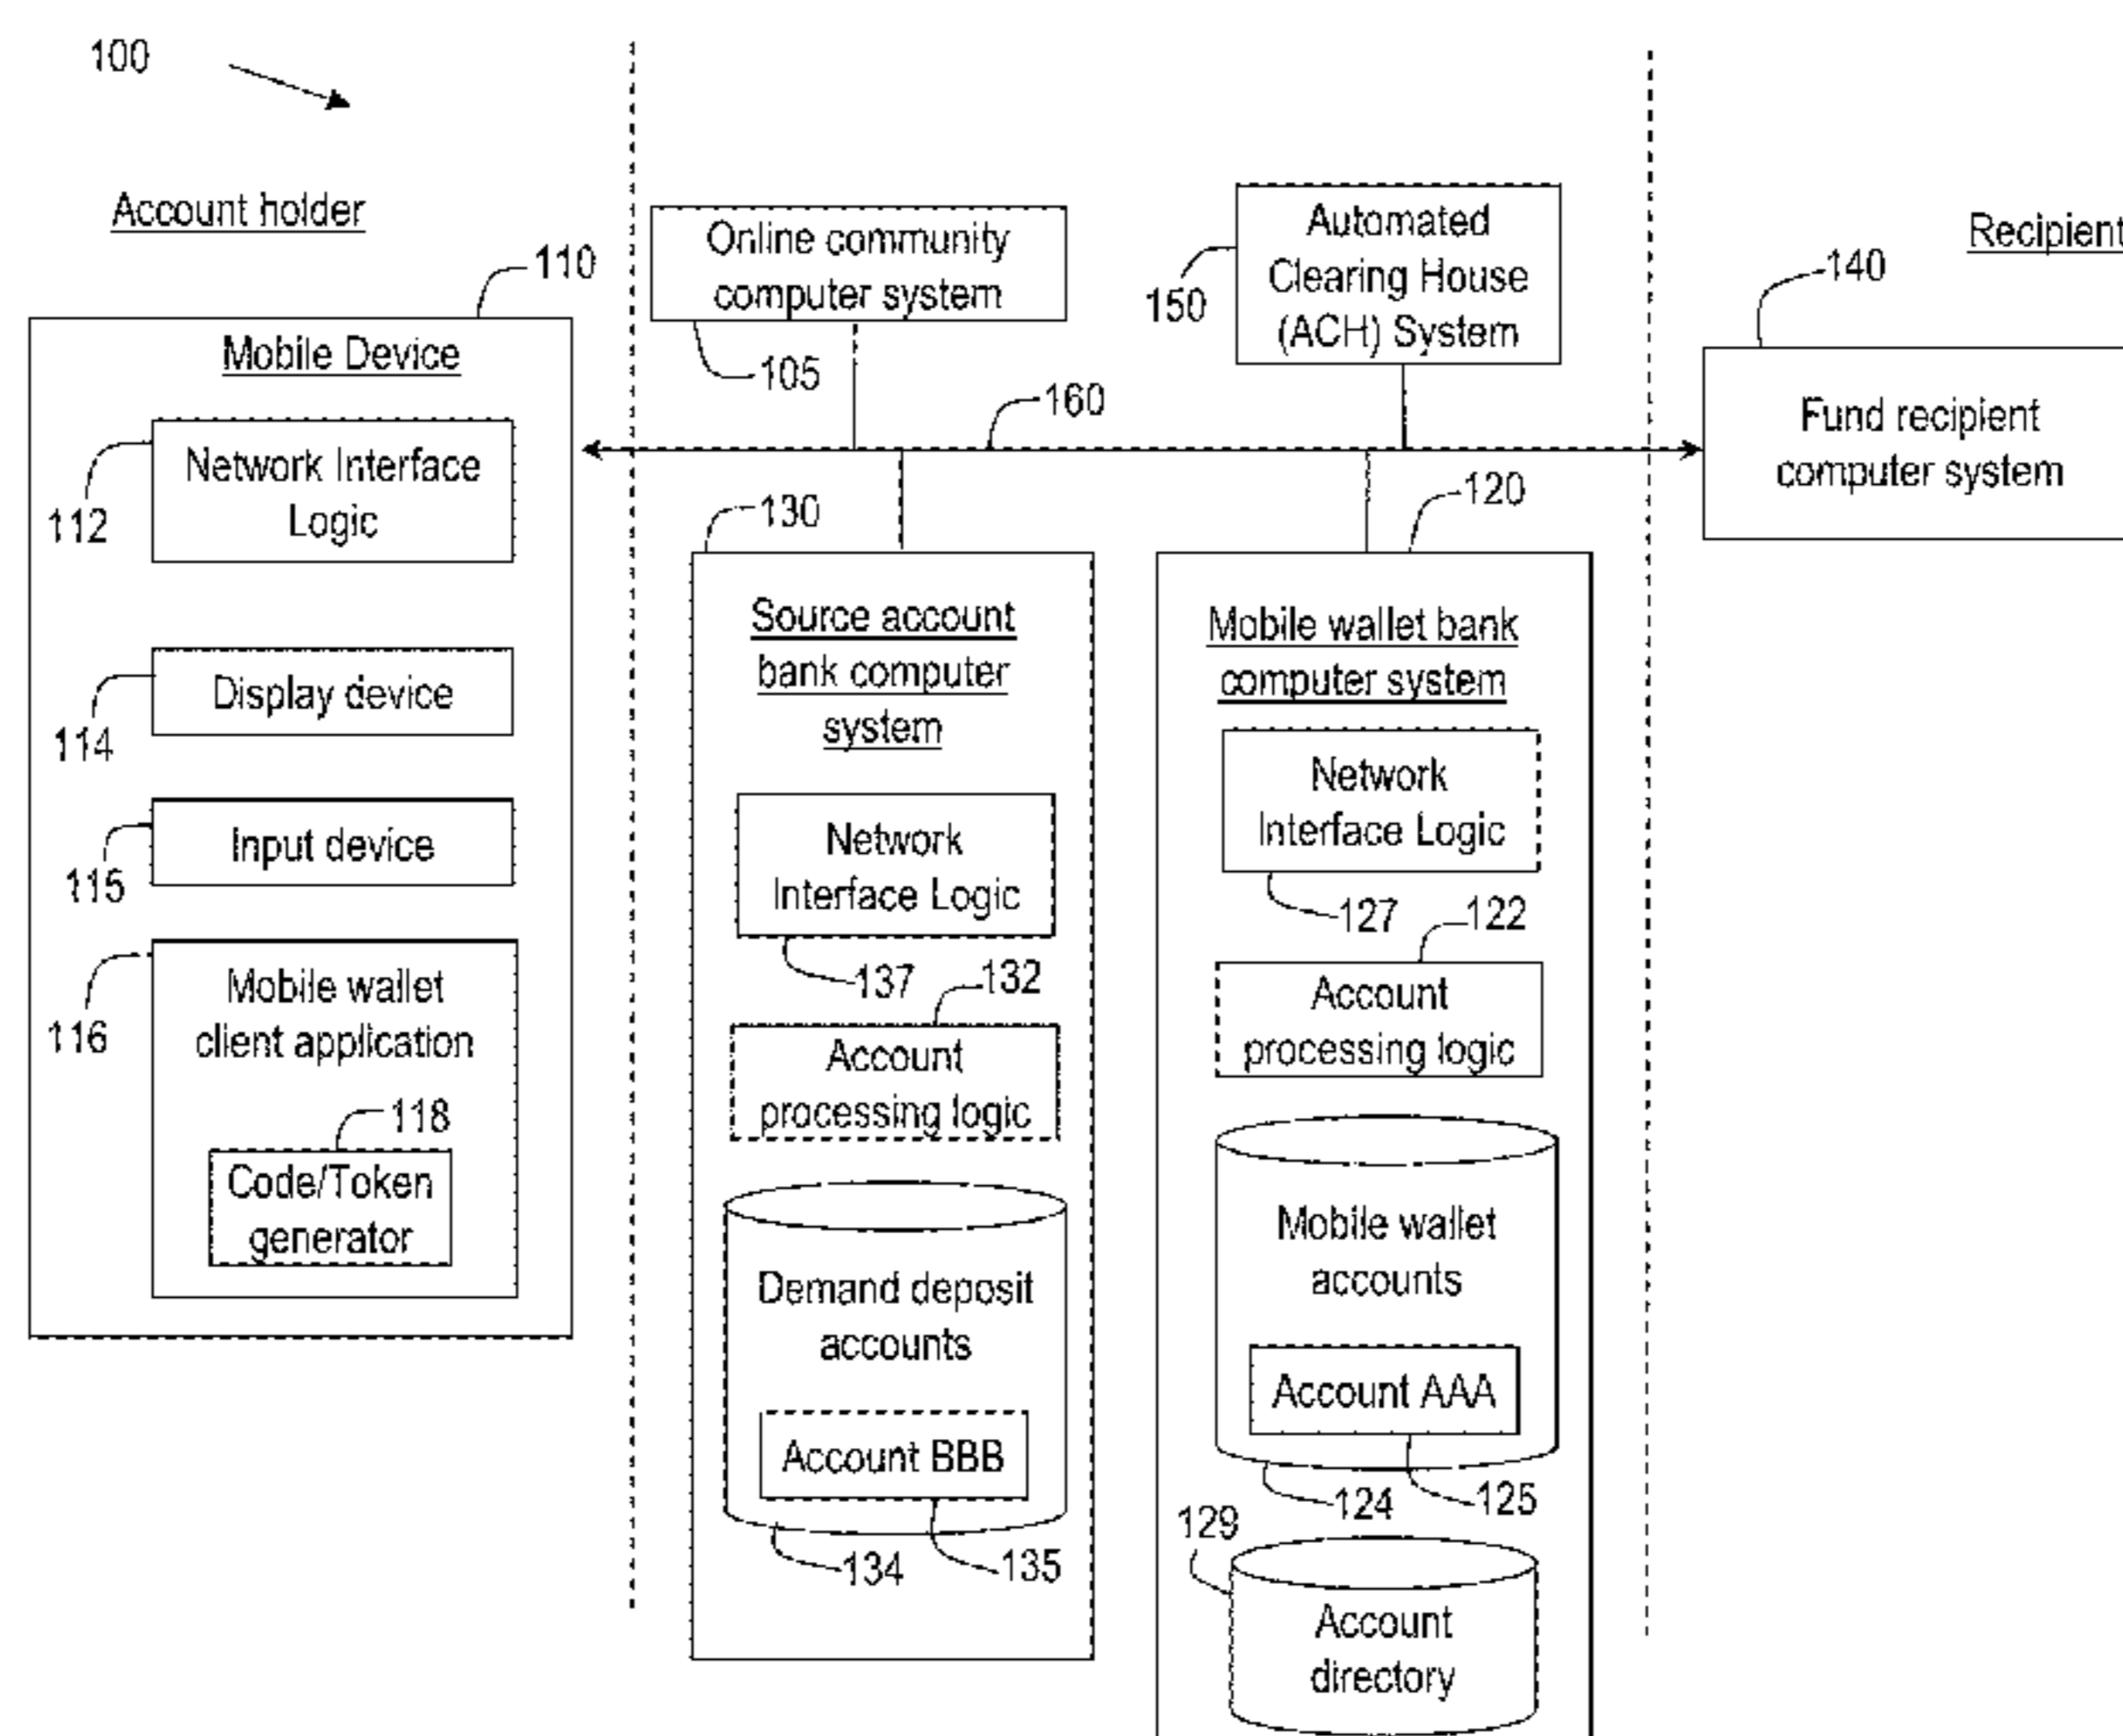 100
Account holder
110
Mobile Device
Network Interface
Logic
112
Display device
114
Input device
115
Mobile wallet
client application
116
118
Code/Token
generator
Online community
computer system
105
Automated
Clearing House
(ACH) System
150
160
130
Source account
bank computer
system
Network
Interface Logic
137
132
Account
processing logic
Demand deposit
accounts
Account BBB
134
135
120
Mobile wallet bank
computer system
Network
Interface Logic
127
122
Account
processing logic
Mobile wallet
accounts
Account AAA
124
125
129
Account
directory
Recipient
140
Fund recipient
computer system